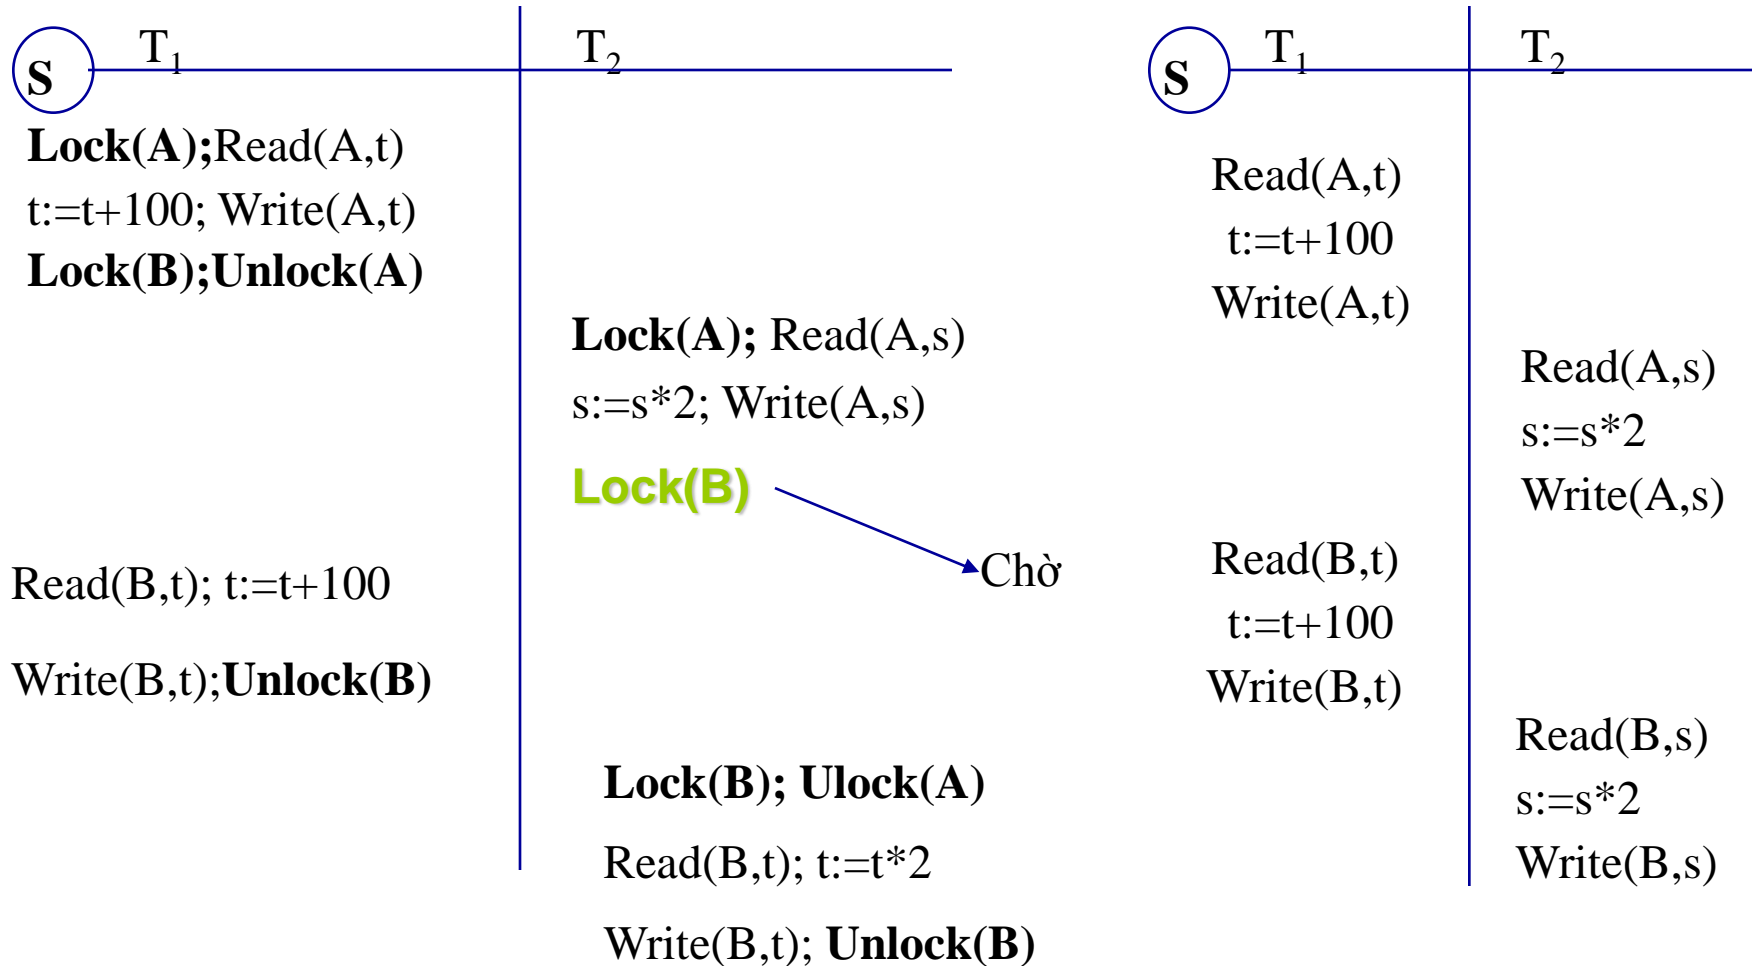 S
T1
T2
Lock(A);Read(A,t)
t:=t+100; Write(A,t)
Lock(B);Unlock(A)
Lock(A); Read(A,s)
s:=s*2; Write(A,s)
Lock(B)
Chờ
Read(B,t); t:=t+100
Write(B,t);Unlock(B)
Lock(B); Ulock(A)
Read(B,t); t:=t*2
Write(B,t); Unlock(B)
S
T1
T2
Read(A,t)
t:=t+100
Write(A,t)
Read(A,s)
s:=s*2
Write(A,s)
Read(B,t)
t:=t+100
Write(B,t)
Read(B,s)
s:=s*2
Write(B,s)